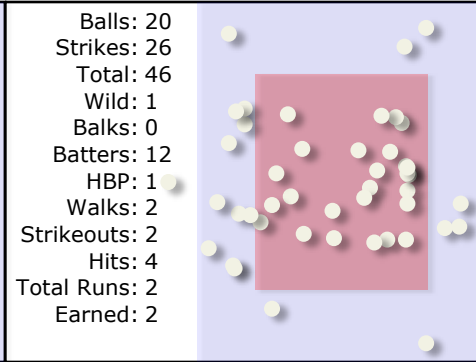 Balls: 20
Strikes: 26
Total: 46
Wild: 1
Balks: 0
Batters: 12
HBP: 1
Walks: 2
Strikeouts: 2
Hits: 4
Total Runs: 2
Earned: 2